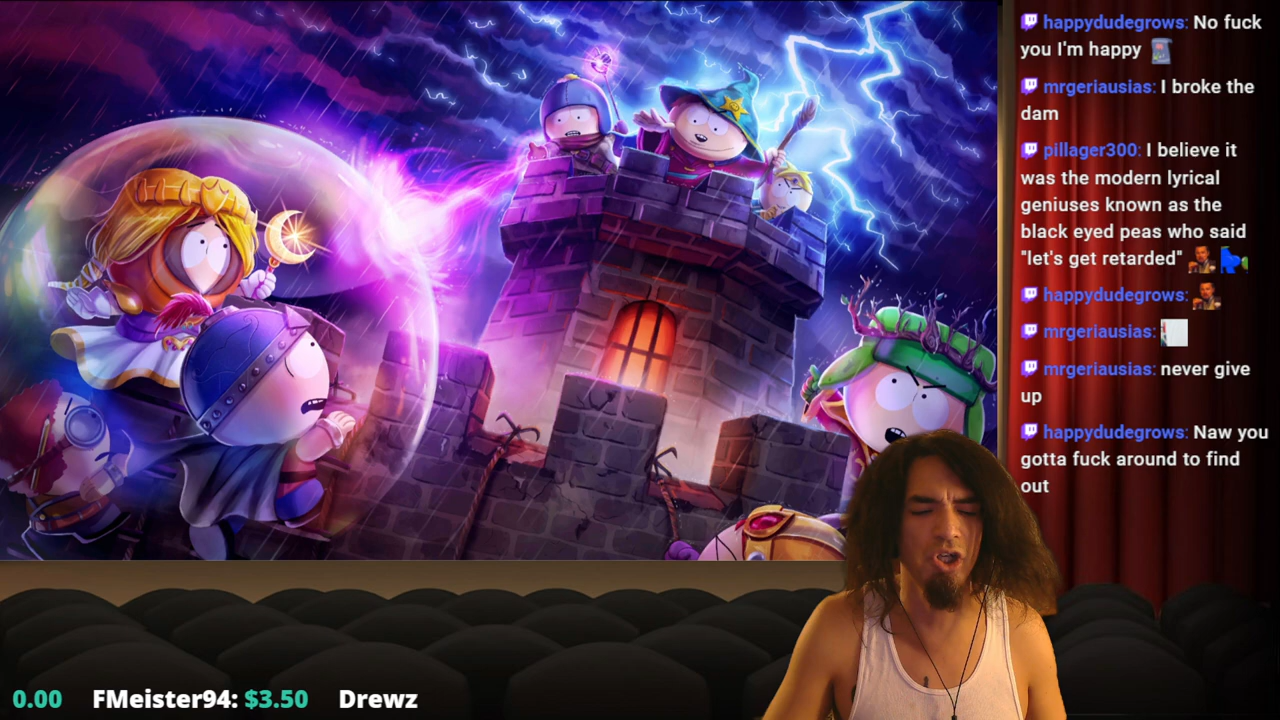 happydudegrows: No fuck
you I'm happy
mrgeriausias: I broke the
dam
pillager300: I believe it
was the modern lyrical
geniuses known as the
black eyed peas who said
"let's get retarded"
happydudegrows:
mrgeriausias:
mrgeriausias: never give
up
happydudegrows: Naw you
gotta fuck around to find
out
0.00 FMeister94: $3.50 Drewz